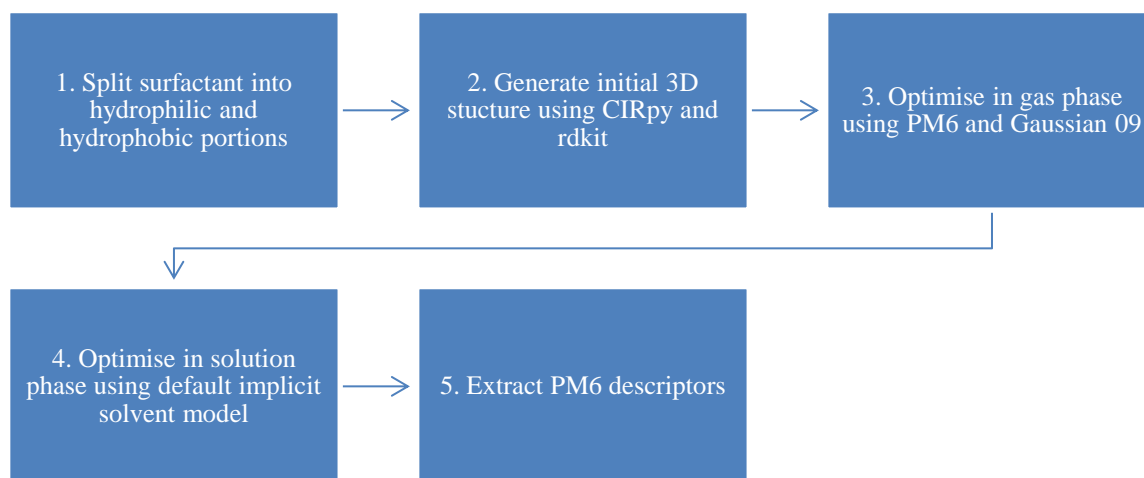 1. Split surfactant into
hydrophilic and
hydrophobic portions
2. Generate initial 3D
stucture using CIRpy and
rdkit
3. Optimise in gas phase
using PM6 and Gaussian 09
4. Optimise in solution
phase using default implicit
solvent model
5. Extract PM6 descriptors